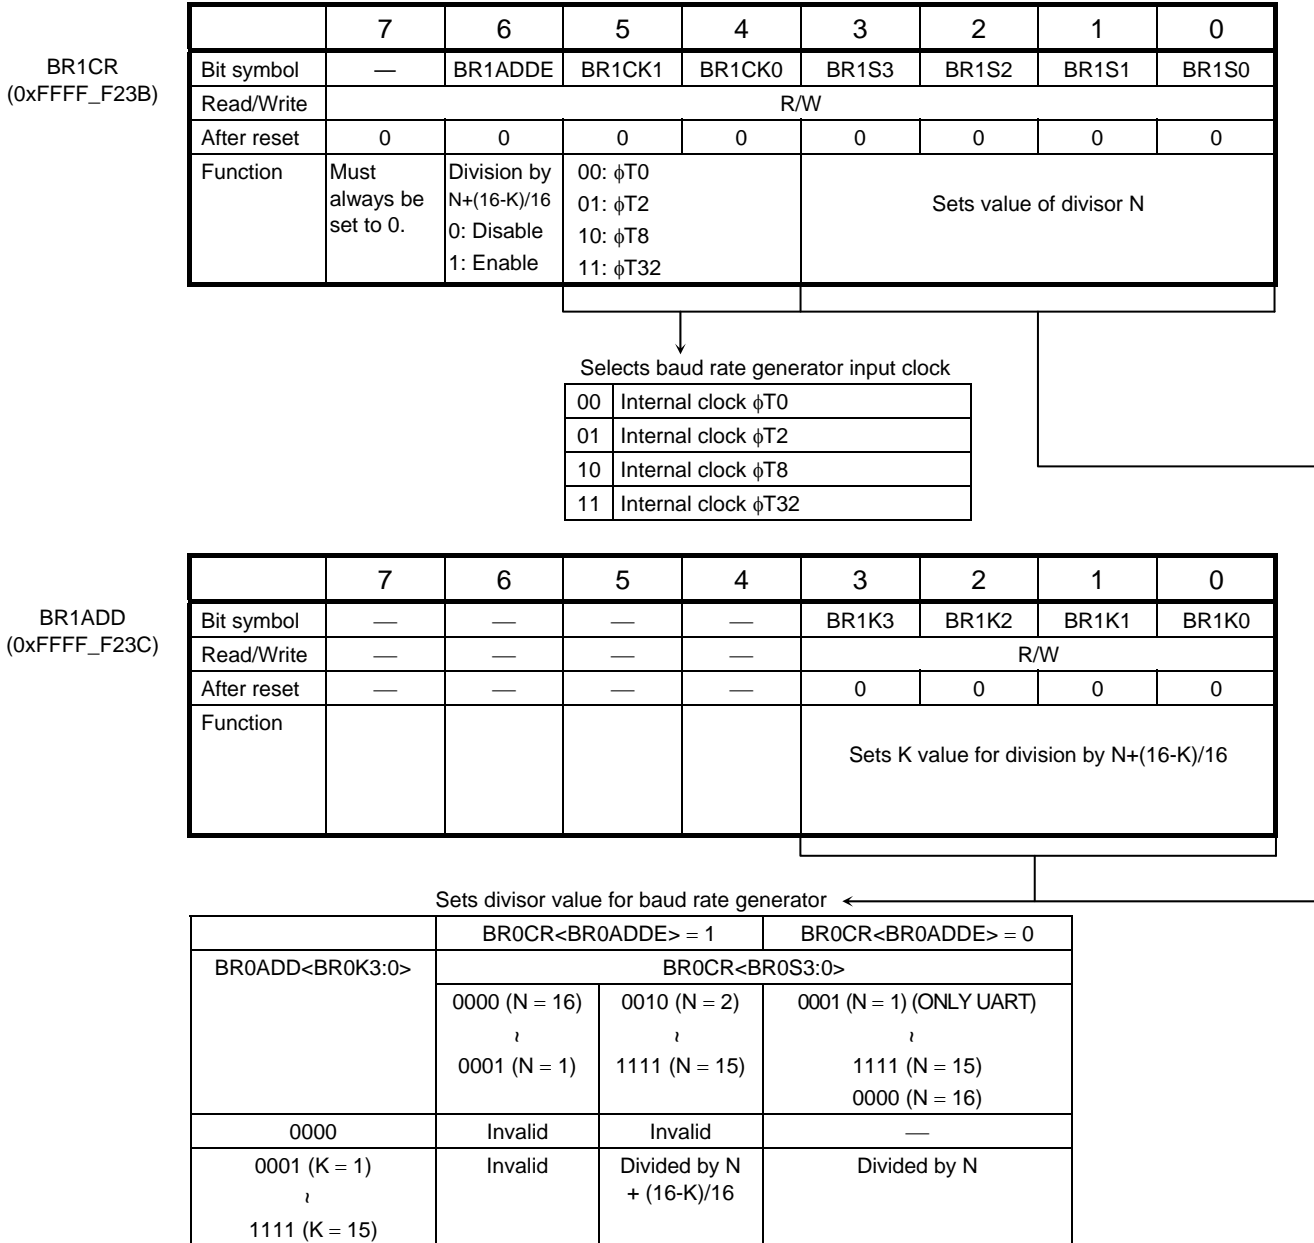 7 6 5 4 3 2 1 0
BR1CR
(0xFFFF_F23B)
Bit symbol — BR1ADDE BR1CK1 BR1CK0 BR1S3 BR1S2 BR1S1 BR1S0
Read/Write R/W
After reset 0 0 0 0 0 0 0 0
Function Must always be set to 0. Division by N+(16-K)/16 0: Disable 1: Enable 00: ϕT0 01: ϕT2 10: ϕT8 11: ϕT32 Sets value of divisor N
Selects baud rate generator input clock
00 Internal clock ϕT0
01 Internal clock ϕT2
10 Internal clock ϕT8
11 Internal clock ϕT32
7 6 5 4 3 2 1 0
BR1ADD
(0xFFFF_F23C)
Bit symbol — — — — BR1K3 BR1K2 BR1K1 BR1K0
Read/Write — — — — R/W
After reset — — — — 0 0 0 0
Function Sets K value for division by N+(16-K)/16
Sets divisor value for baud rate generator
BR0CR<BR0ADDE> = 1 BR0CR<BR0ADDE> = 0
BR0ADD<BR0K3:0> BR0CR<BR0S3:0>
0000 (N = 16) 0010 (N = 2) 0001 (N = 1) (ONLY UART)
≀ ≀ ≀
0001 (N = 1) 1111 (N = 15) 1111 (N = 15)
0000 (N = 16)
0000 Invalid Invalid —
0001 (K = 1) Invalid Divided by N Divided by N
≀ + (16-K)/16
1111 (K = 15)